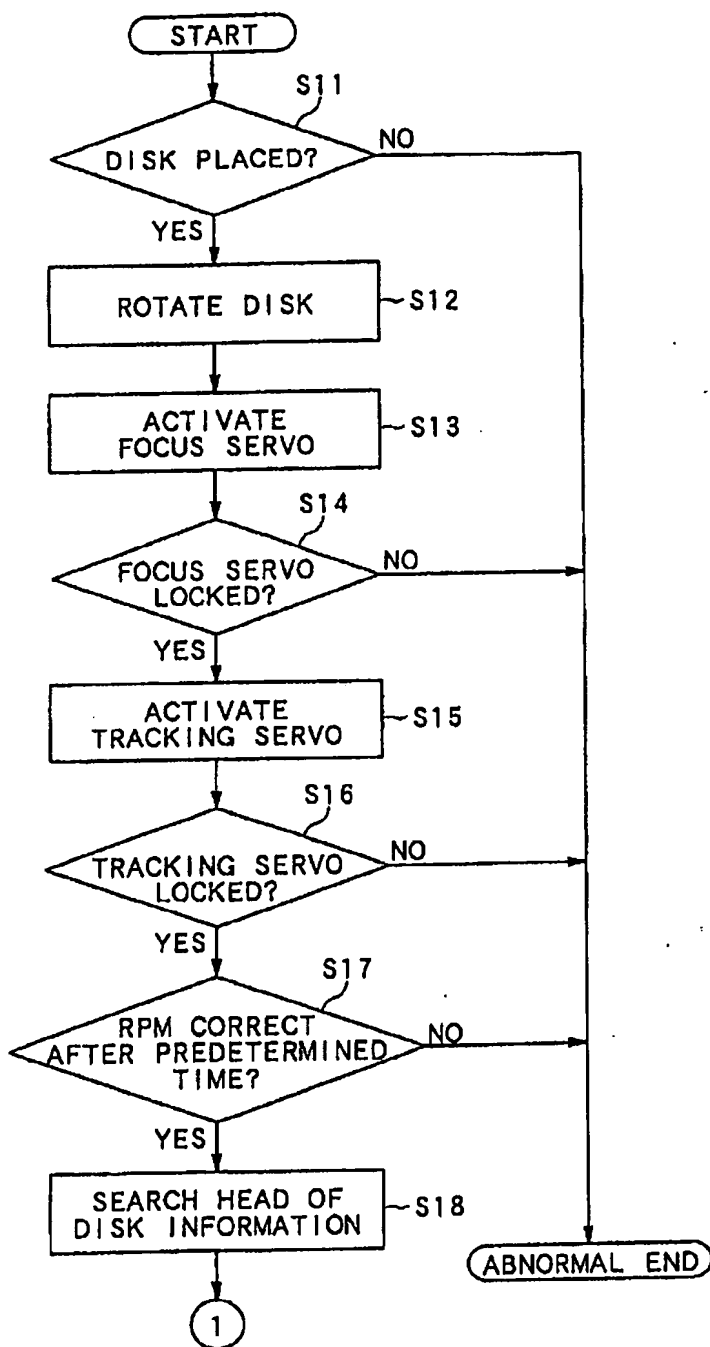 START
S11
DISK PLACED?
NO
YES
ROTATE DISK
S12
ACTIVATE
FOCUS SERVO
S13
S14
FOCUS SERVO
LOCKED?
NO
YES
ACTIVATE
TRACKING SERVO
S15
S16
TRACKING SERVO
LOCKED?
NO
YES
S17
RPM CORRECT
AFTER PREDETERMINED
TIME?
NO
YES
SEARCH HEAD OF
DISK INFORMATION
S18
ABNORMAL END
1